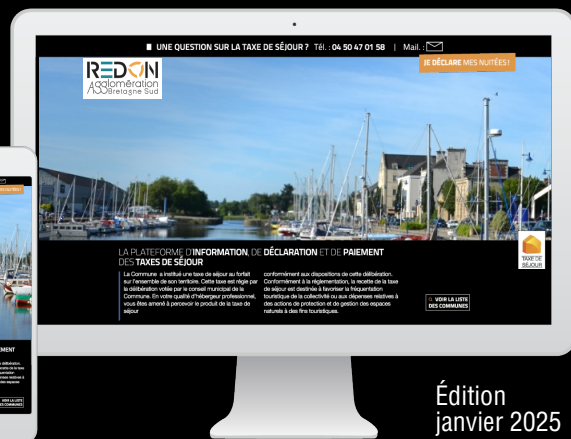 UNE QUESTION SUR LA TAXE DE SÉJOUR ? Tél. : 04 50 47 01 58 | Mail. :
JE DÉCLARE MES NUITÉES !
REDON
Agglomération
Bretagne Sud
LA PLATEFORME D'INFORMATION, DE DÉCLARATION ET DE PAIEMENT
DES TAXES DE SÉJOUR
La Commune a institué une taxe de séjour au forfait
sur l'ensemble de son territoire. Cette taxe est régie par
la délibération votée par le conseil municipal de la
Commune. En votre qualité d'hébergeur professionnel,
vous êtes amené à percevoir le produit de la taxe de
séjour
conformément aux dispositions de cette délibération.
Conformément à la réglementation, la recette de la taxe
de séjour est destinée à favoriser la fréquentation
touristique de la collectivité ou aux dépenses relatives à
des actions de protection et de gestion des espaces
naturels à des fins touristiques.
TAXE DE
SÉJOUR
VOIR LA LISTE
DES COMMUNES
VOIR LA LISTE
DES COMMUNES
Édition
janvier 2025